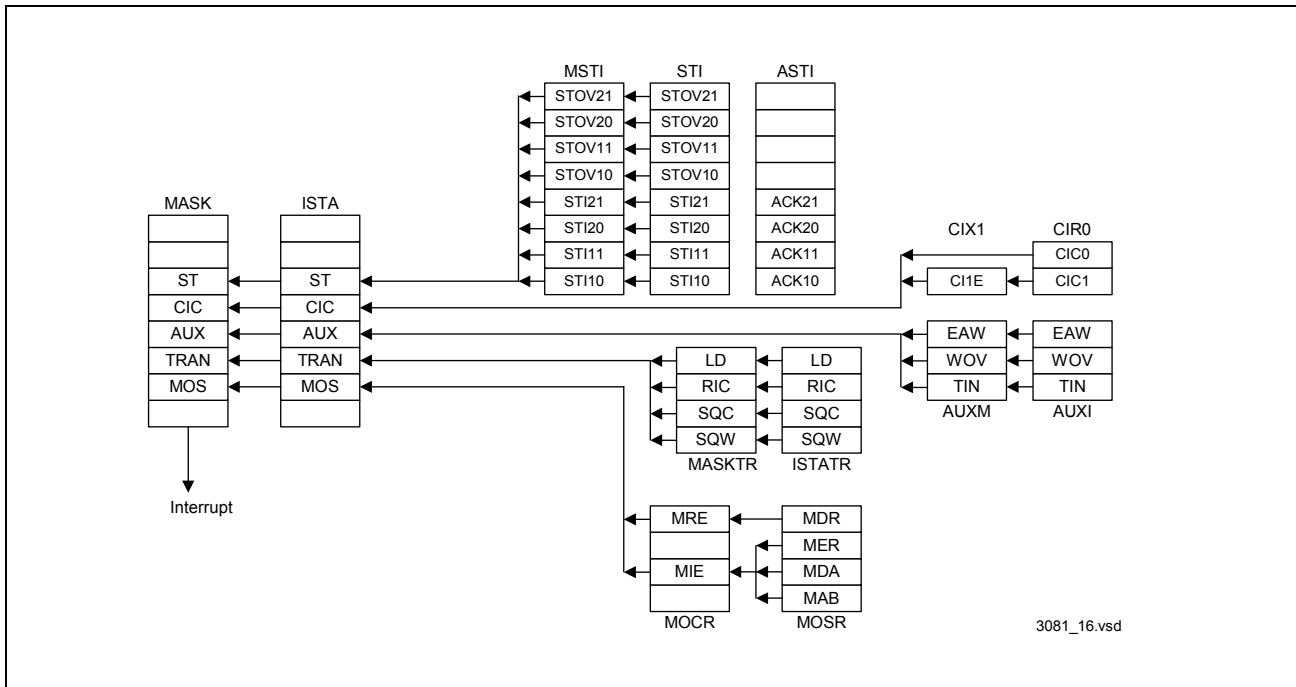 MSTI STI ASTI
STOV21 STOV21
STOV20 STOV20
STOV11 STOV11
STOV10 STOV10
MASK ISTA STI21 STI21 ACK21
STI20 STI20 ACK20 CIX1 CIR0
STI11 STI11 ACK11 CIC0
ST ST STI10 STI10 ACK10 CI1E CIC1
CIC CIC
AUX AUX EAW EAW
TRAN TRAN LD LD WOV WOV
MOS MOS RIC RIC TIN TIN
SQC SQC AUXM AUXI
SQW SQW
MASKTR ISTATR
Interrupt
MRE MDR
MER
MIE MDA
MAB
MOCR MOSR
3081_16.vsd